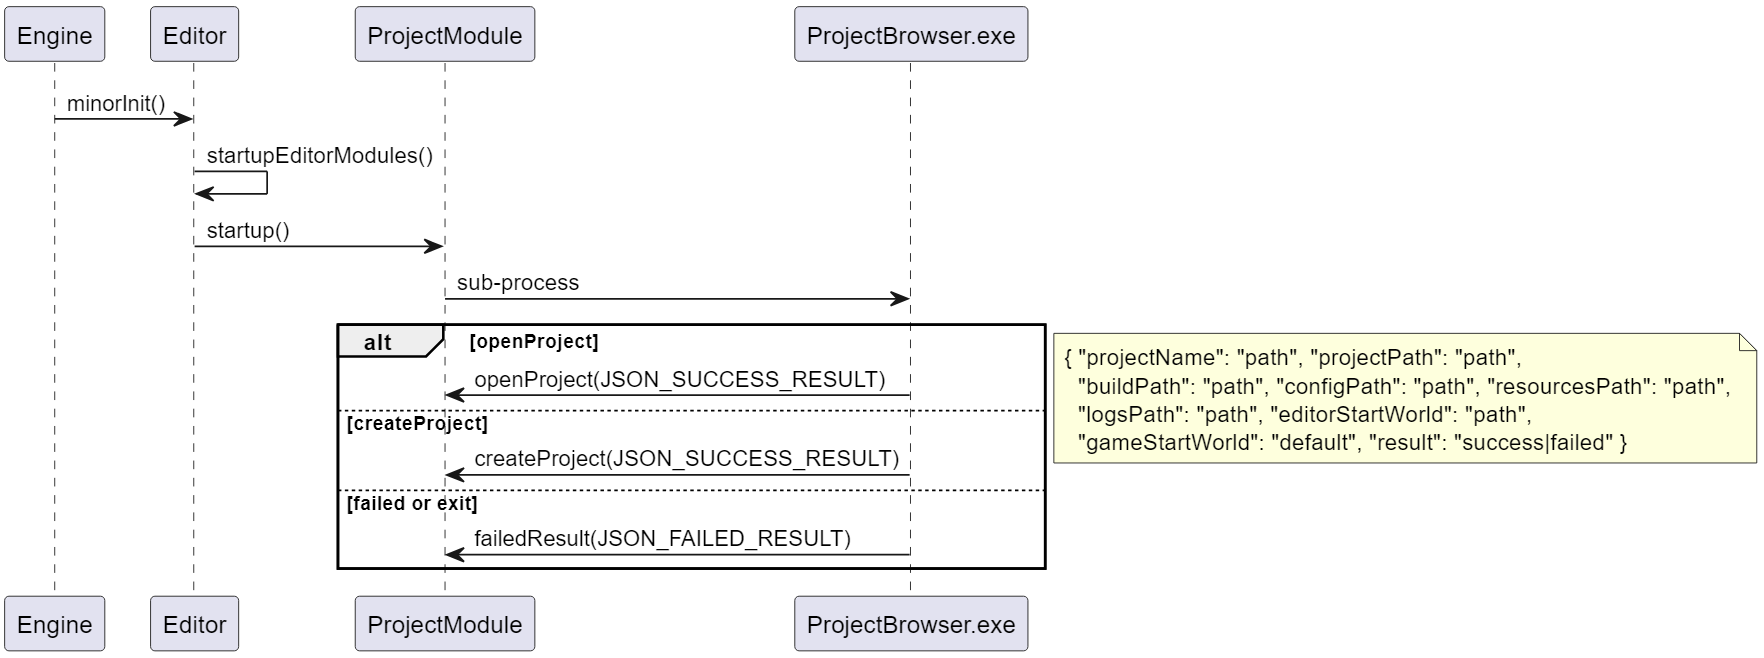 Engine
Editor
ProjectModule
ProjectBrowser.exe
minorInit()
startupEditorModules()
startup()
sub-process
alt
[openProject]
openProject(JSON_SUCCESS_RESULT)
{ "projectName": "path", "projectPath": "path",
"buildPath": "path", "configPath": "path", "resourcesPath": "path",
"logsPath": "path", "editorStartWorld": "path",
"gameStartWorld": "default", "result": "success|failed" }
[createProject]
createProject(JSON_SUCCESS_RESULT)
[failed or exit]
failedResult(JSON_FAILED_RESULT)
Engine
Editor
ProjectModule
ProjectBrowser.exe